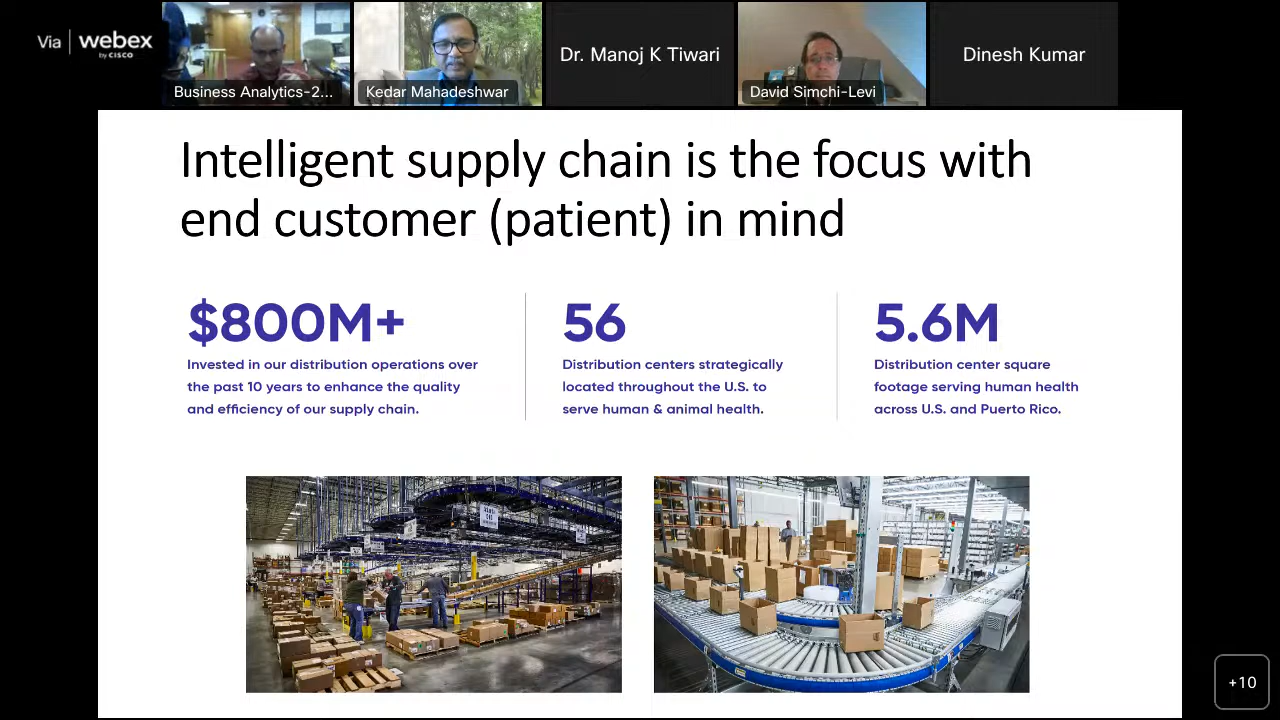 Via | webex
by CISCO
Business Analytics-2...
Kedar Mahadeshwar
Dr. Manoj K Tiwari
David Simchi-Levi
Dinesh Kumar
Intelligent supply chain is the focus with
end customer (patient) in mind
$800M+
Invested in our distribution operations over
the past 10 years to enhance the quality
and efficiency of our supply chain.
56
Distribution centers strategically
located throughout the U.S. to
serve human & animal health.
5.6M
Distribution center square
footage serving human health
across U.S. and Puerto Rico.
+10